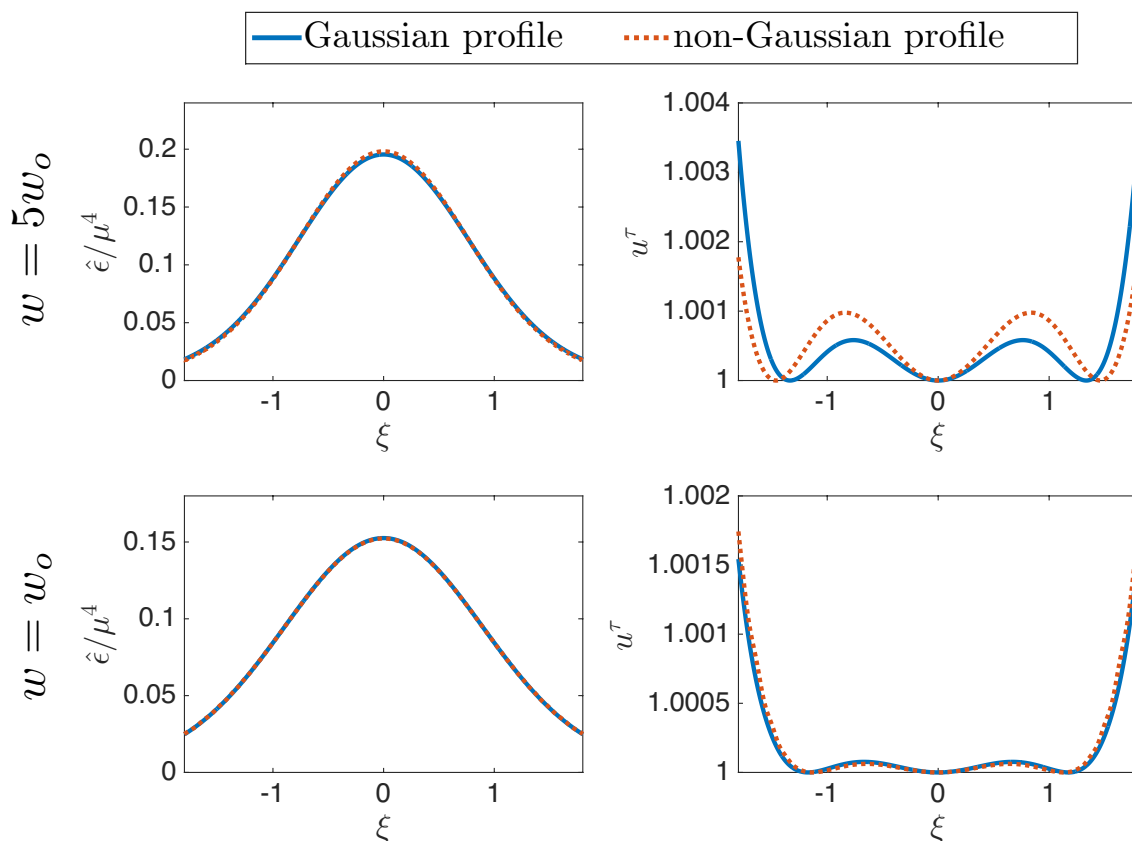 Gaussian profile non-Gaussian profile
w = 5w_o
ε̂/μ⁴
0.2
0.15
0.1
0.05
0
-1 0 1
ξ
u^τ
1.004
1.003
1.002
1.001
1
-1 0 1
ξ
w = w_o
ε̂/μ⁴
0.15
0.1
0.05
0
-1 0 1
ξ
u^τ
1.002
1.0015
1.001
1.0005
1
-1 0 1
ξ